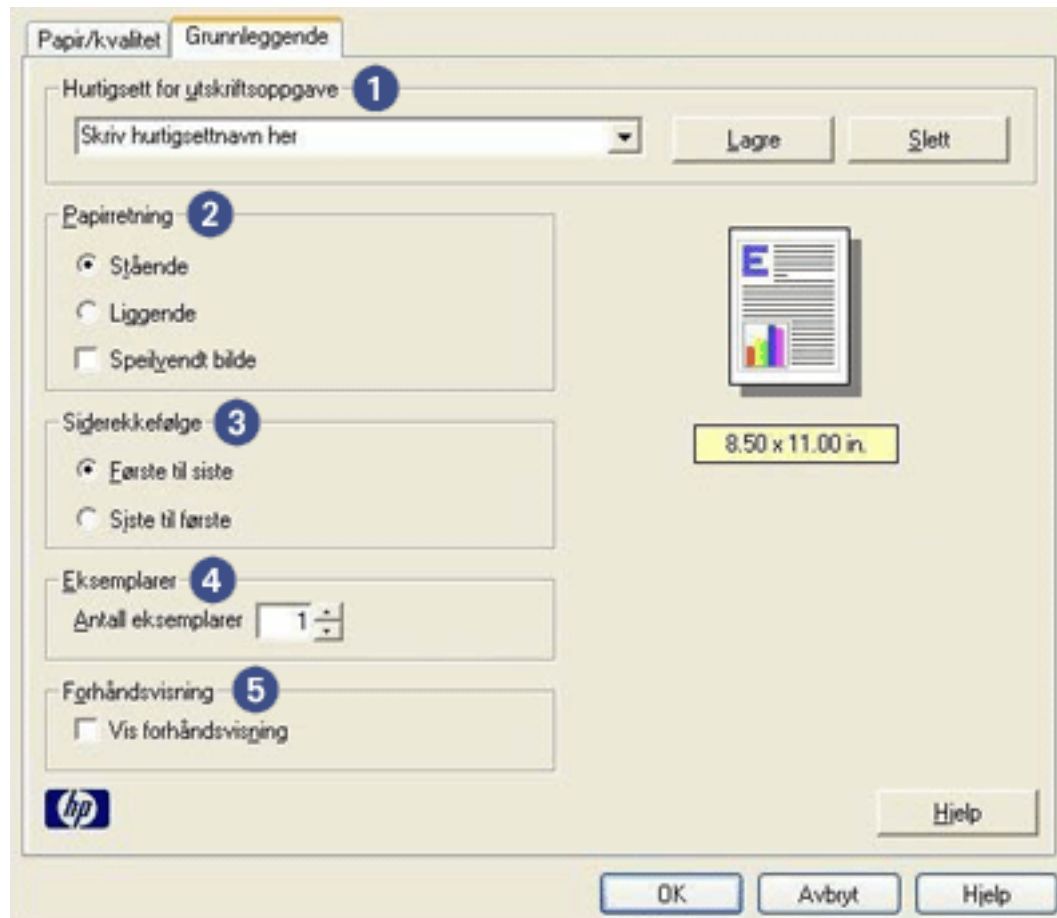 Papir/kvalitet Grunnleggende
Hurtigsett for utskriftsoppgave 1
Skriv hurtigsettnavn her Lagre Slett
Papirretning 2
Stående
Liggende
Speilvendt bilde
E
8.50 x 11.00 in.
Siderekkefølge 3
Første til siste
Siste til første
Eksemplarer 4
Antall eksemplarer 1
Forhåndsvisning 5
Vis forhåndsvisning
hp Hjelp
OK Avbryt Hjelp